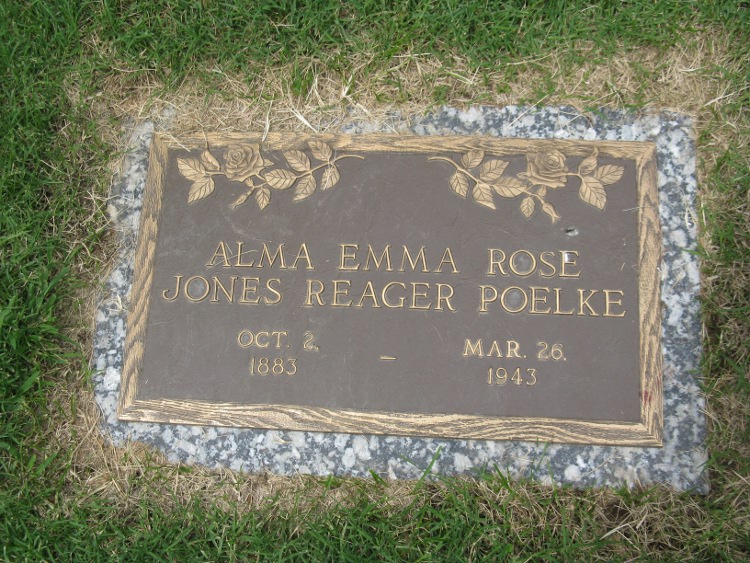 ALMA EMMA ROSE
JONES REAGER POELKE
OCT. 2, – MAR. 26,
1883 1943